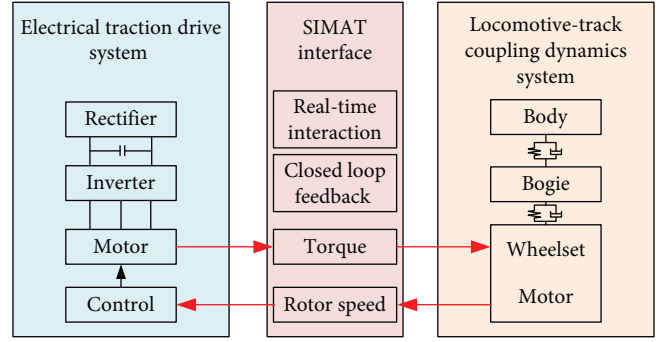 Electrical traction drive
system
Rectifier
Inverter
Motor
Control
SIMAT
interface
Real-time
interaction
Closed loop
feedback
Torque
Rotor speed
Locomotive-track
coupling dynamics
system
Body
Bogie
Wheelset
Motor